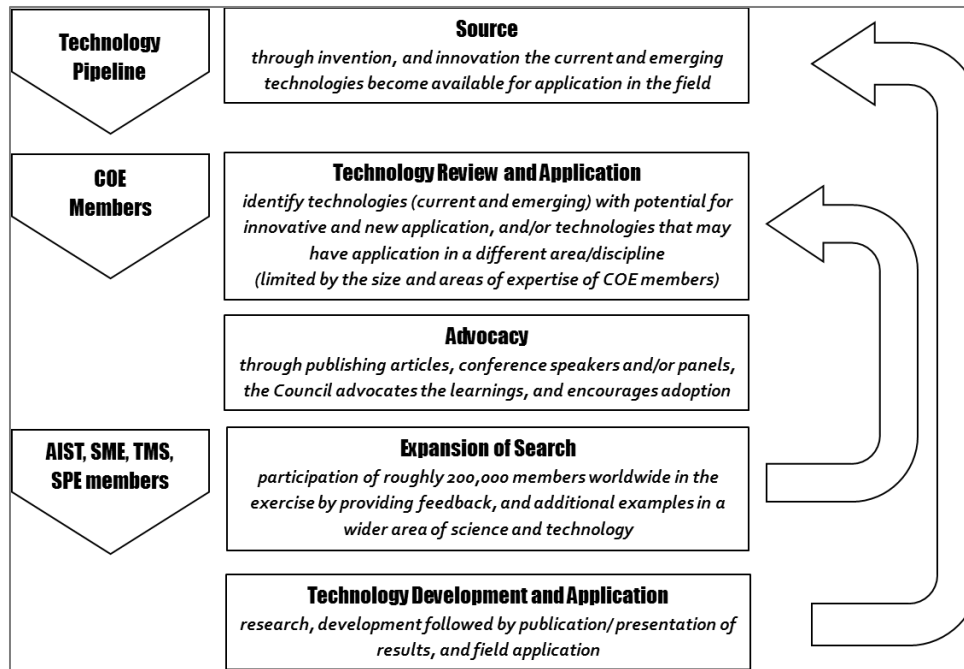 Technology
Pipeline
Source
through invention, and innovation the current and emerging
technologies become available for application in the field
COE
Members
Technology Review and Application
identify technologies (current and emerging) with potential for
innovative and new application, and/or technologies that may
have application in a different area/discipline
(limited by the size and areas of expertise of COE members)
Advocacy
through publishing articles, conference speakers and/or panels,
the Council advocates the learnings, and encourages adoption
AIST, SME, TMS,
SPE members
Expansion of Search
participation of roughly 200,000 members worldwide in the
exercise by providing feedback, and additional examples in a
wider area of science and technology
Technology Development and Application
research, development followed by publication/ presentation of
results, and field application